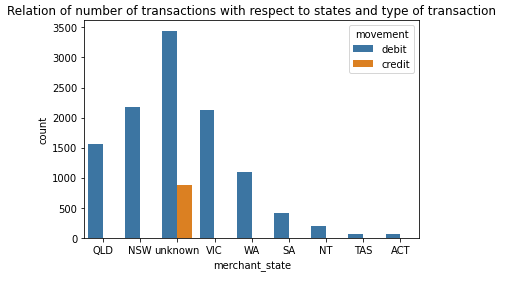 Relation of number of transactions with respect to states and type of transaction
3500
3000
2500
2000
1500
1000
500
0
count
movement
debit
credit
QLD NSW unknown VIC WA SA NT TAS ACT
merchant_state